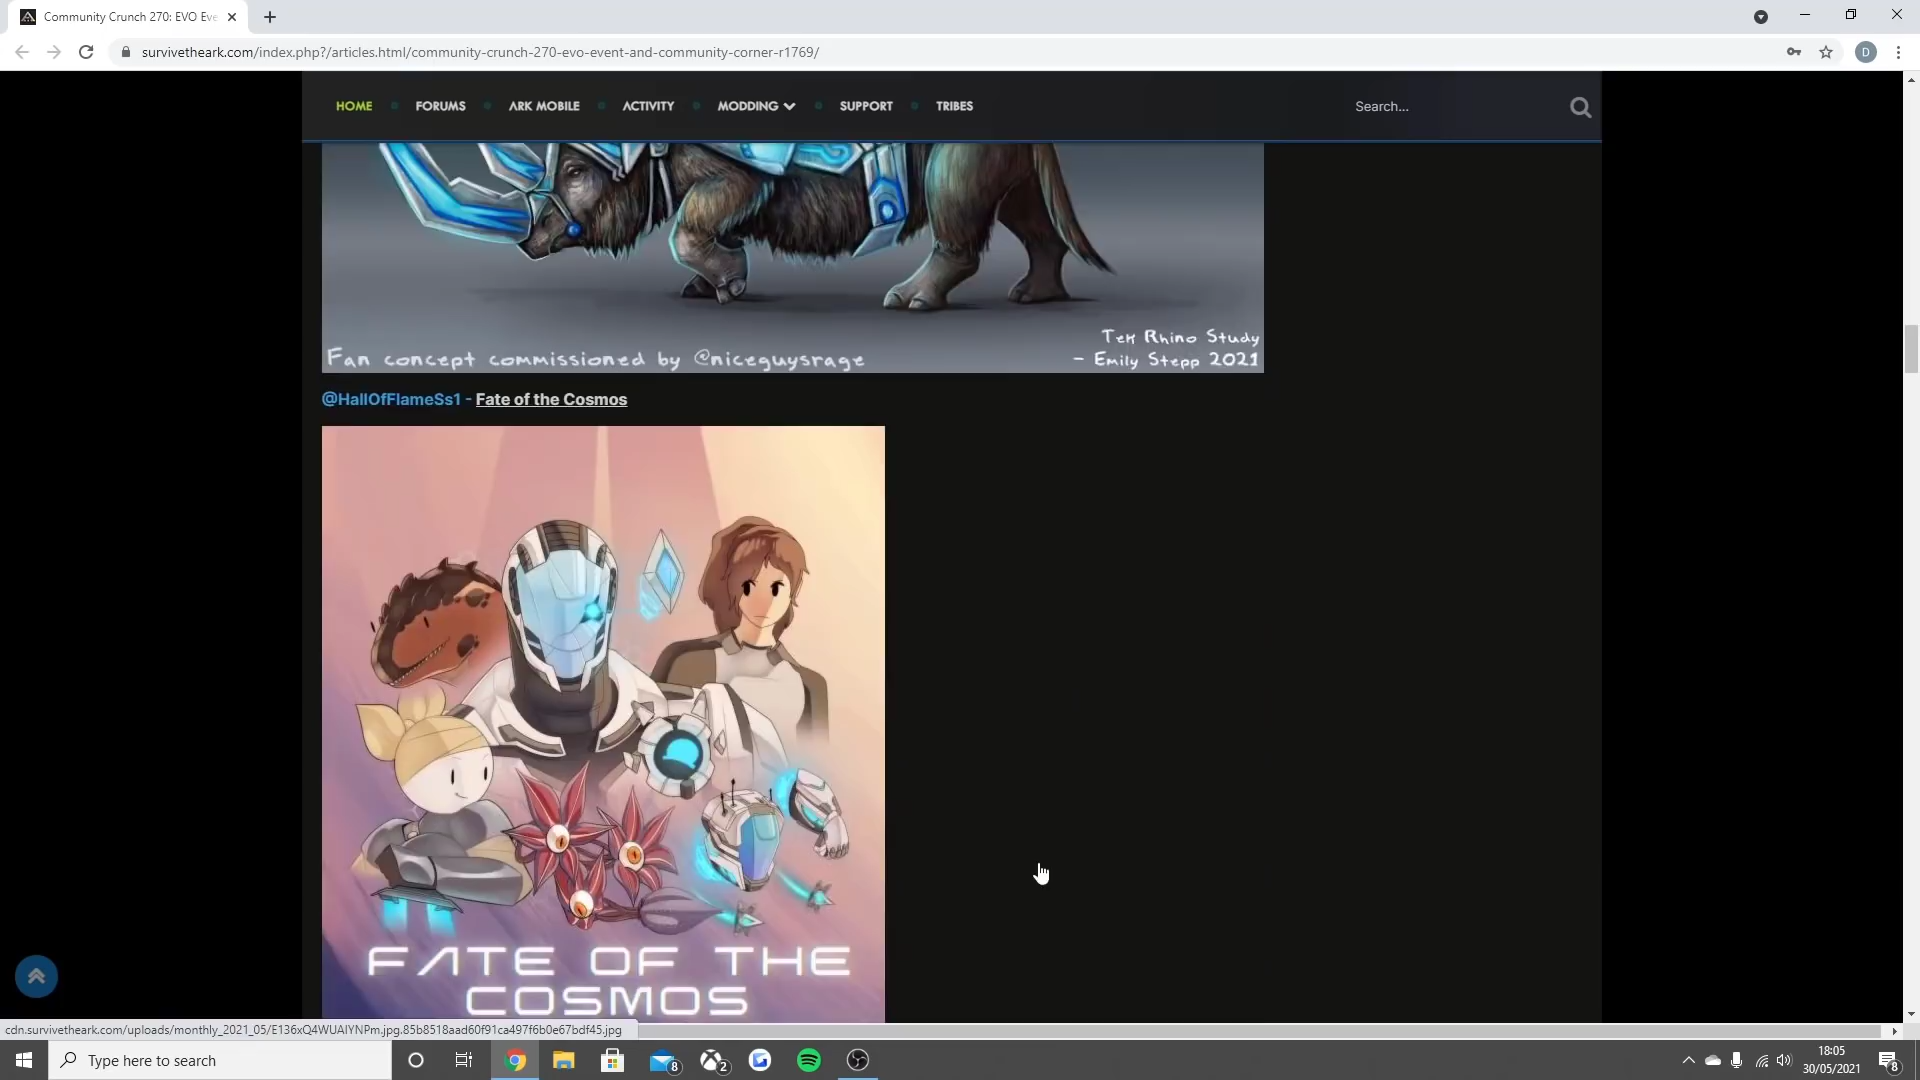 Community Crunch 270: EVO Eve
survivetheark.com/index.php?/articles.html/community-crunch-270-evo-event-and-community-corner-r1769/
D
HOME FORUMS ARK MOBILE ACTIVITY MODDING SUPPORT TRIBES Search...
Tek Rhino Study
Fan concept commissioned by @niceguysrage - Emily Stepp 2021
@HallOfFlameSs1 - Fate of the Cosmos
FATE OF THE
COSMOS
cdn.survivetheark.com/uploads/monthly_2021_05/E136xQ4WUAIYNPm.jpg.85b8518aad60f91ca497f6b0e67bdf45.jpg
Type here to search
8
2
18:05
30/05/2021
8